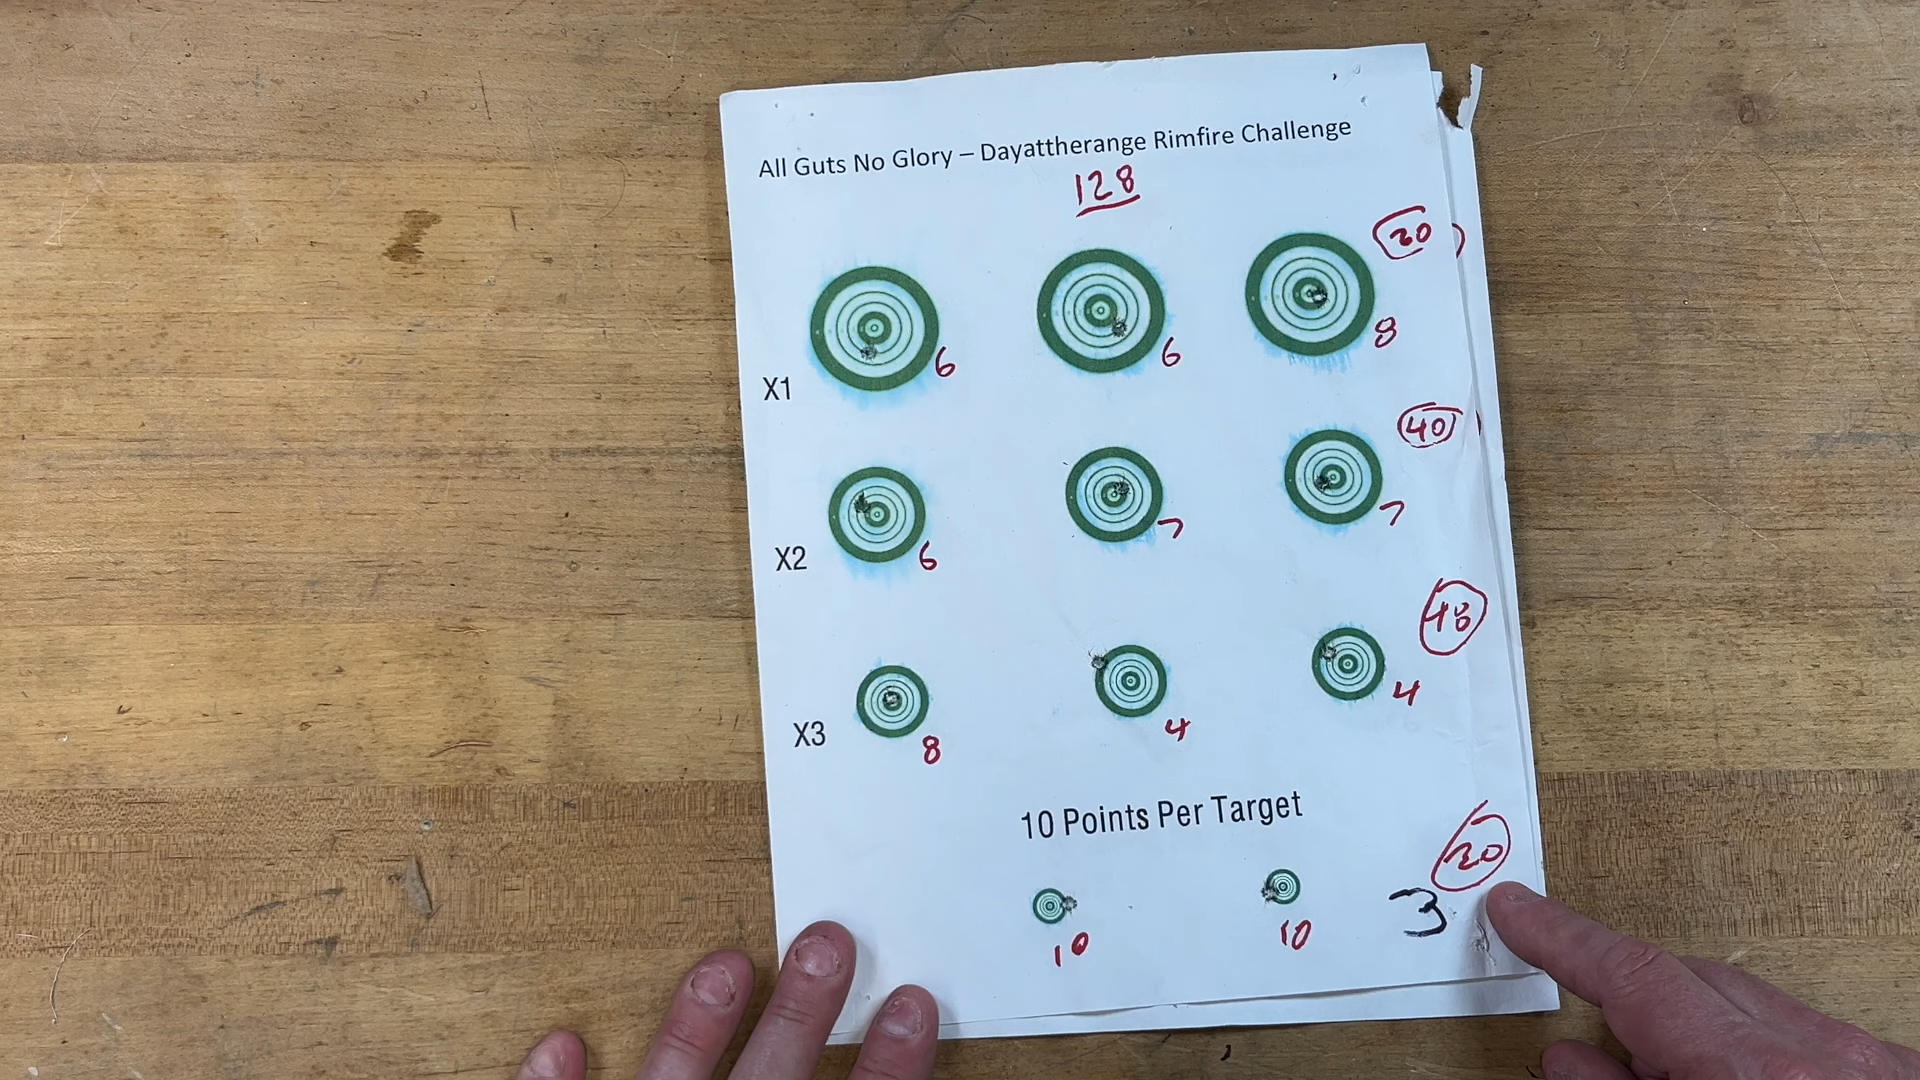 All Guts No Glory – Dayattherange Rimfire Challenge
128
20
6 6 8
X1
40
6 7 7
X2
48
8 4 4
X3
10 Points Per Target
20
3
10 10